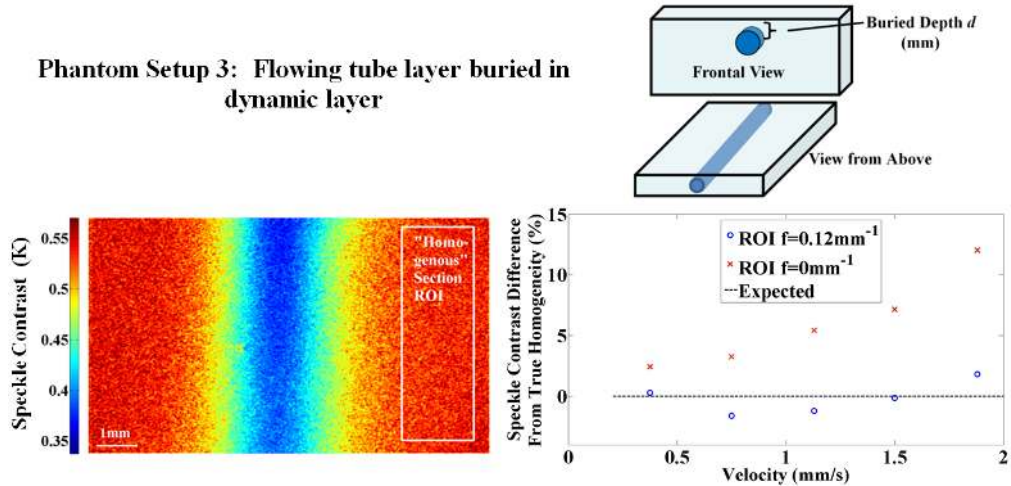 Phantom Setup 3: Flowing tube layer buried in
dynamic layer
Buried Depth d
(mm)
Frontal View
View from Above
Speckle Contrast (K)
0.55
0.5
0.45
0.4
0.35
"Homo-
genous"
Section
ROI
1mm
Speckle Contrast Difference
From True Homogeneity (%)
15
10
5
0
ROI f=0.12mm⁻¹
ROI f=0mm⁻¹
Expected
0
0.5
1
1.5
2
Velocity (mm/s)